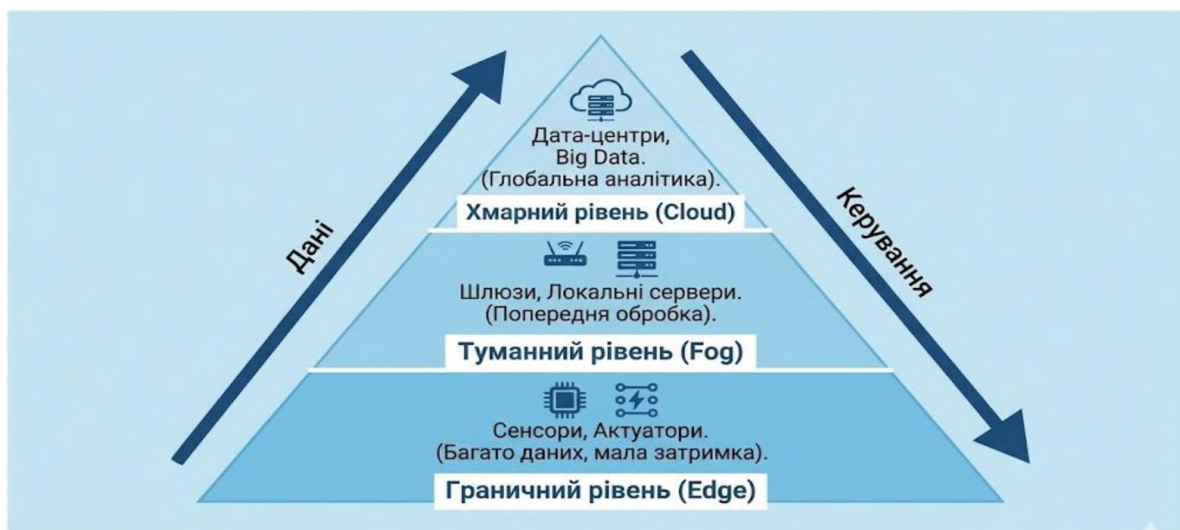 Дата-центри,
Big Data.
(Глобальна аналітика).
Хмарний рівень (Cloud)
Дані
Керування
Шлюзи, Локальні сервери.
(Попередня обробка).
Туманний рівень (Fog)
Сенсори, Актуатори.
(Багато даних, мала затримка).
Граничний рівень (Edge)